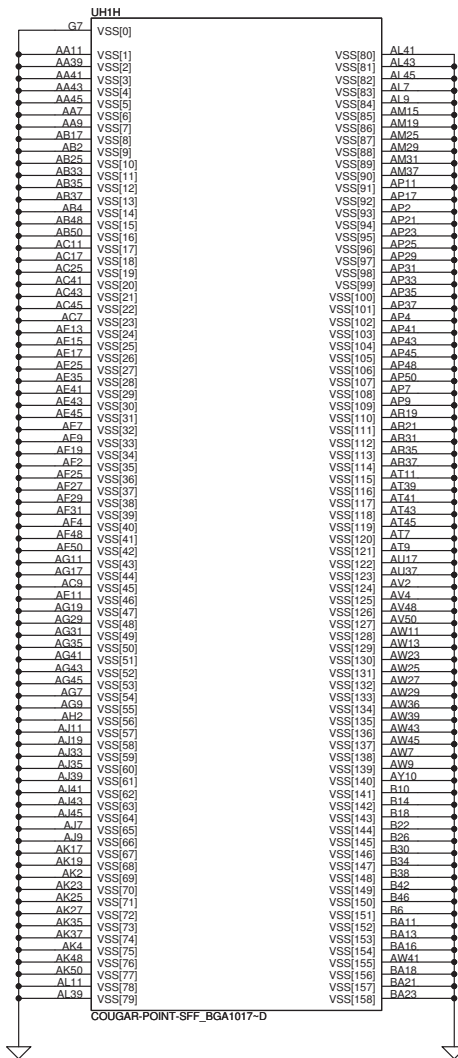 UH1H
G7 VSS[0]
AA11 VSS[1] VSS[80] AL41
AA39 VSS[2] VSS[81] AL43
AA41 VSS[3] VSS[82] AL45
AA43 VSS[4] VSS[83] AL7
AA45 VSS[5] VSS[84] AL9
AA7 VSS[6] VSS[85] AM15
AA9 VSS[7] VSS[86] AM19
AB17 VSS[8] VSS[87] AM25
AB2 VSS[9] VSS[88] AM29
AB25 VSS[10] VSS[89] AM31
AB33 VSS[11] VSS[90] AM37
AB35 VSS[12] VSS[91] AP11
AB37 VSS[13] VSS[92] AP17
AB4 VSS[14] VSS[93] AP2
AB48 VSS[15] VSS[94] AP21
AB50 VSS[16] VSS[95] AP23
AC11 VSS[17] VSS[96] AP25
AC17 VSS[18] VSS[97] AP29
AC25 VSS[19] VSS[98] AP31
AC41 VSS[20] VSS[99] AP33
AC43 VSS[21] VSS[100] AP35
AC45 VSS[22] VSS[101] AP37
AC7 VSS[23] VSS[102] AP4
AE13 VSS[24] VSS[103] AP41
AE15 VSS[25] VSS[104] AP43
AE17 VSS[26] VSS[105] AP45
AE25 VSS[27] VSS[106] AP48
AE35 VSS[28] VSS[107] AP50
AE41 VSS[29] VSS[108] AP7
AE43 VSS[30] VSS[109] AP9
AE45 VSS[31] VSS[110] AR19
AE7 VSS[32] VSS[111] AR21
AE9 VSS[33] VSS[112] AR31
AF19 VSS[34] VSS[113] AR35
AF2 VSS[35] VSS[114] AR37
AF25 VSS[36] VSS[115] AT11
AF27 VSS[37] VSS[116] AT39
AF29 VSS[38] VSS[117] AT41
AF31 VSS[39] VSS[118] AT43
AF4 VSS[40] VSS[119] AT45
AF48 VSS[41] VSS[120] AT7
AF50 VSS[42] VSS[121] AT9
AG11 VSS[43] VSS[122] AU17
AG17 VSS[44] VSS[123] AU37
AC9 VSS[45] VSS[124] AV2
AE11 VSS[46] VSS[125] AV4
AG19 VSS[47] VSS[126] AV48
AG29 VSS[48] VSS[127] AV50
AG31 VSS[49] VSS[128] AW11
AG35 VSS[50] VSS[129] AW13
AG41 VSS[51] VSS[130] AW23
AG43 VSS[52] VSS[131] AW25
AG45 VSS[53] VSS[132] AW27
AG7 VSS[54] VSS[133] AW29
AG9 VSS[55] VSS[134] AW36
AH2 VSS[56] VSS[135] AW39
AJ11 VSS[57] VSS[136] AW43
AJ19 VSS[58] VSS[137] AW45
AJ33 VSS[59] VSS[138] AW7
AJ35 VSS[60] VSS[139] AW9
AJ39 VSS[61] VSS[140] AY10
AJ41 VSS[62] VSS[141] B10
AJ43 VSS[63] VSS[142] B14
AJ45 VSS[64] VSS[143] B18
AJ7 VSS[65] VSS[144] B22
AJ9 VSS[66] VSS[145] B26
AK17 VSS[67] VSS[146] B30
AK19 VSS[68] VSS[147] B34
AK2 VSS[69] VSS[148] B38
AK23 VSS[70] VSS[149] B42
AK25 VSS[71] VSS[150] B46
AK27 VSS[72] VSS[151] B6
AK35 VSS[73] VSS[152] BA11
AK37 VSS[74] VSS[153] BA13
AK4 VSS[75] VSS[154] BA16
AK48 VSS[76] VSS[155] AW41
AK50 VSS[77] VSS[156] BA18
AL11 VSS[78] VSS[157] BA21
AL39 VSS[79] VSS[158] BA23
COUGAR-POINT-SFF_BGA1017~D